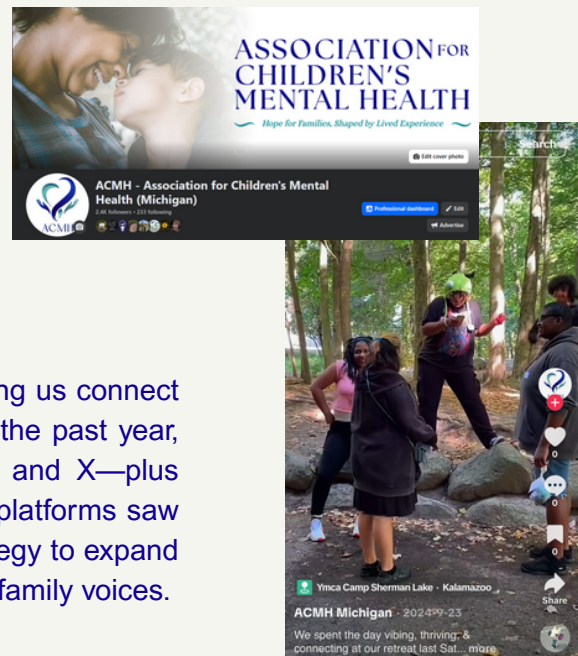 ASSOCIATION FOR
CHILDREN'S
MENTAL HEALTH
Hope for Families, Shaped by Lived Experience
Edit cover photo
ACMH - Association for Children's Mental
Health (Michigan)
2.4K followers • 233 following
Professional dashboard
Edit
Advertise
ACMH
Search
ng us connect
the past year,
and X—plus
platforms saw
egy to expand
family voices.
0
0
0
Share
Ymca Camp Sherman Lake · Kalamazoo
ACMH Michigan · 2024-9-23
We spent the day vibing, thriving, &
connecting at our retreat last Sat... more